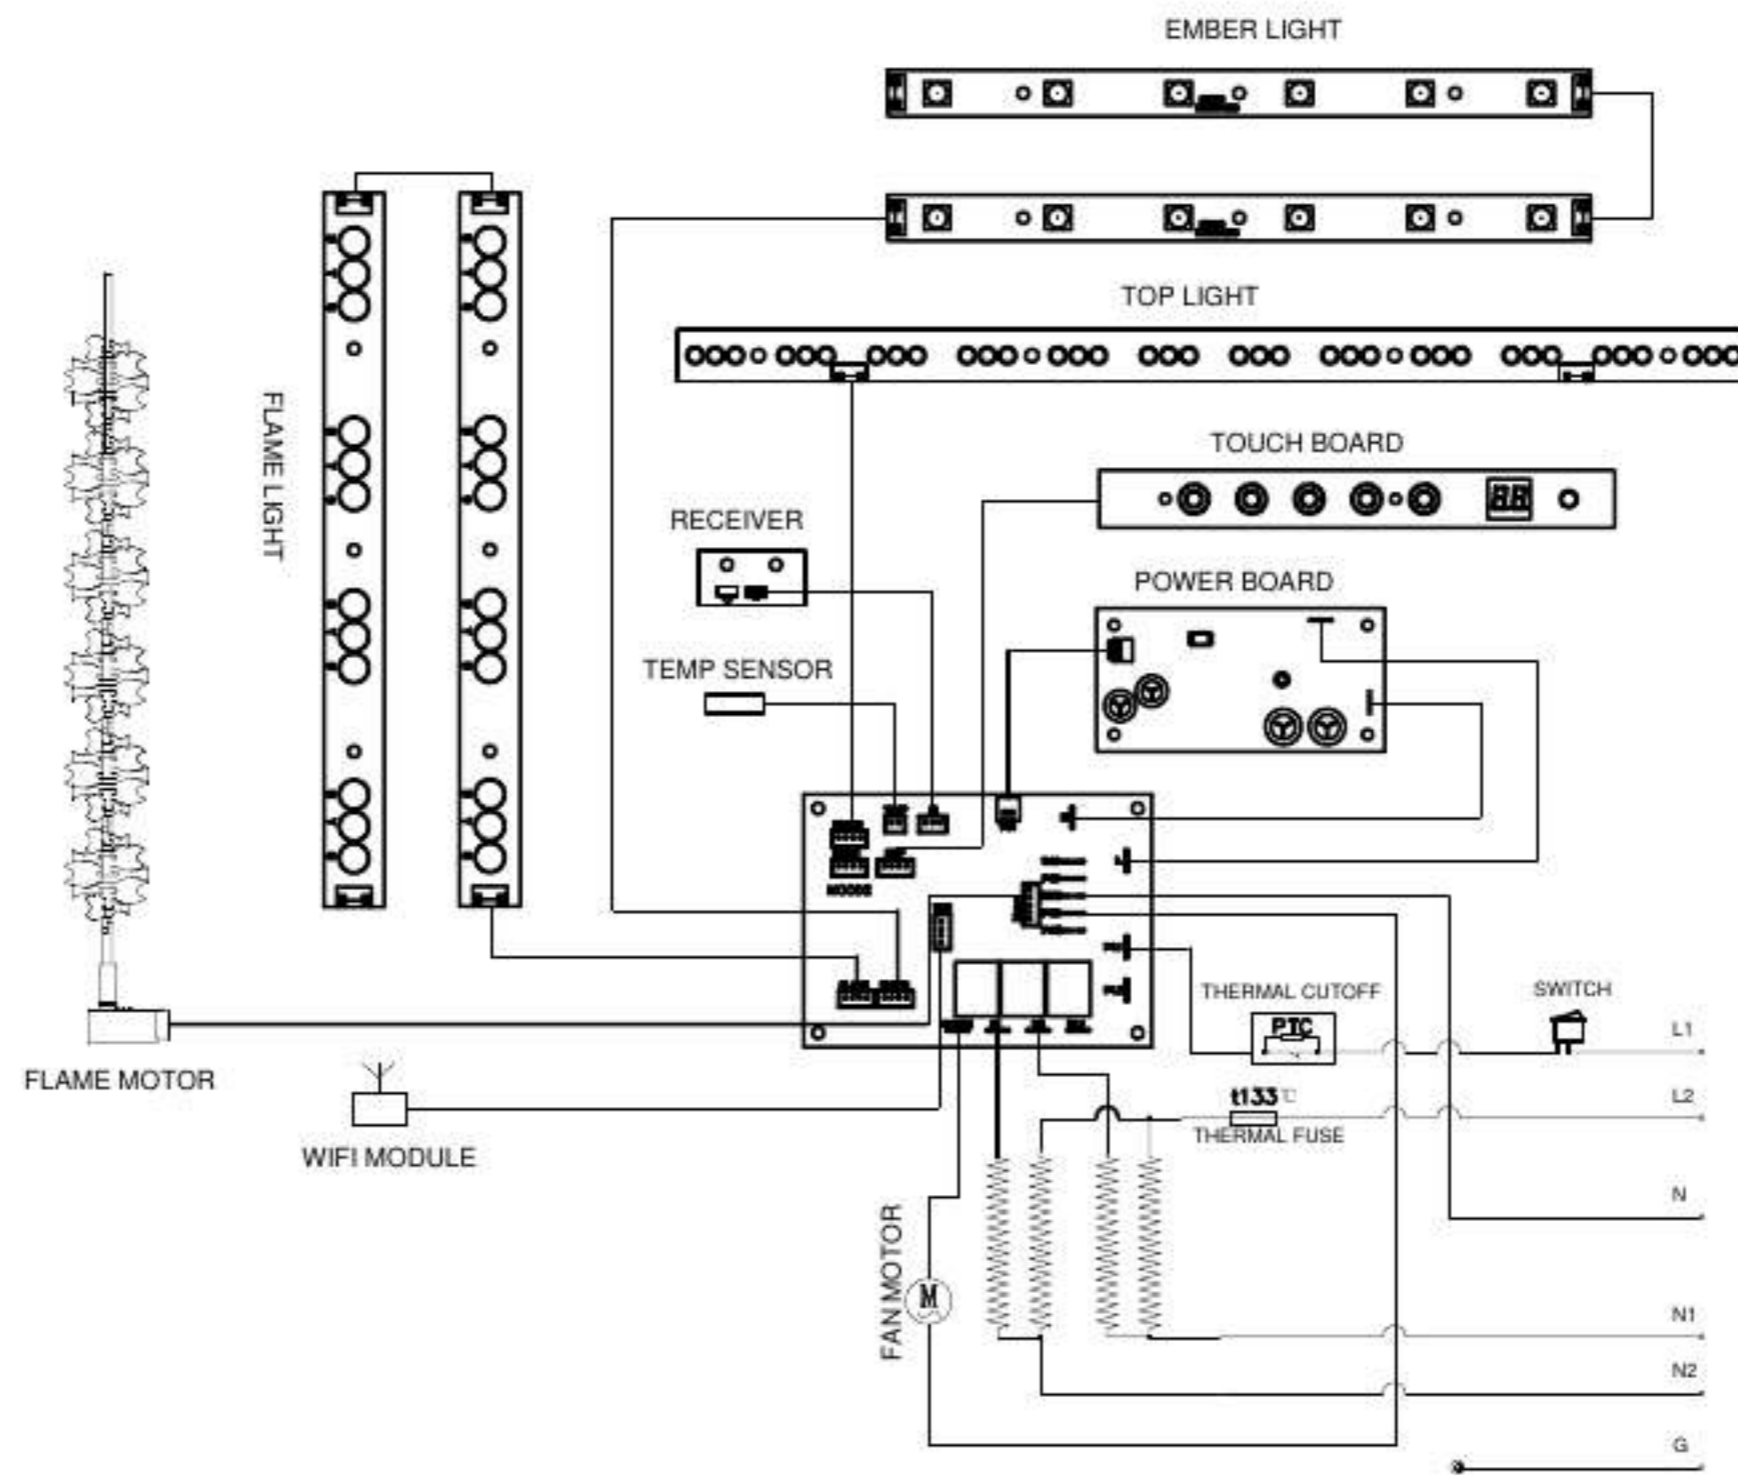 EMBER LIGHT
TOP LIGHT
FLAME LIGHT
TOUCH BOARD
88
RECEIVER
POWER BOARD
TEMP SENSOR
MOODS
THERMAL CUTOFF
SWITCH
PTC
L1
FLAME MOTOR
t133℃
L2
THERMAL FUSE
WIFI MODULE
N
FAN MOTOR
M
N1
N2
G